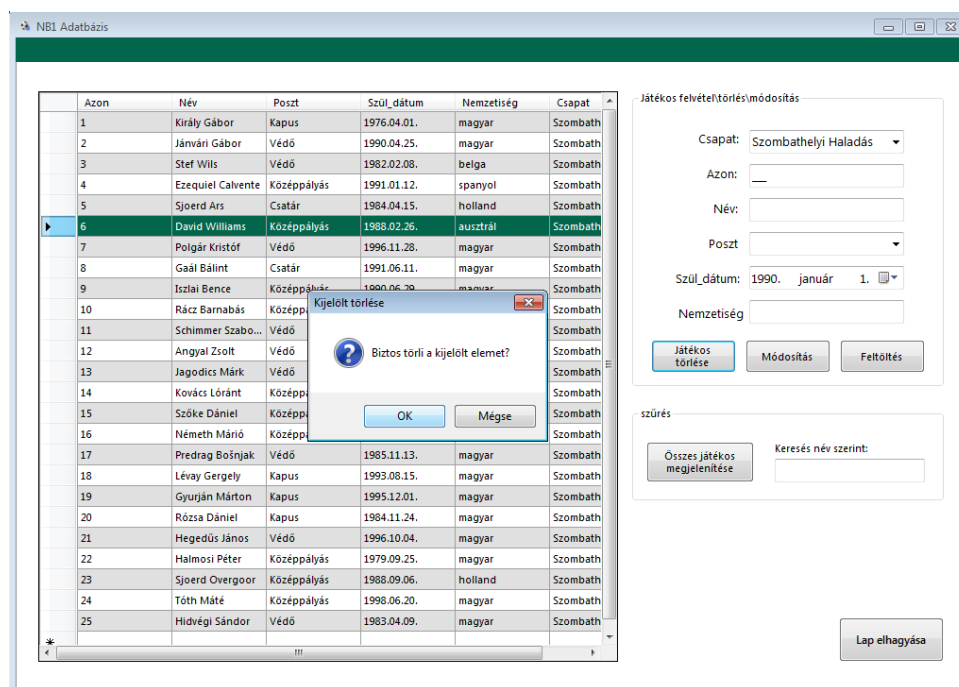 NB1 Adatbázis
Azon Név Poszt Szül_dátum Nemzetiség Csapat
1 Király Gábor Kapus 1976.04.01. magyar Szombath
2 Jánvári Gábor Védő 1990.04.25. magyar Szombath
3 Stef Wils Védő 1982.02.08. belga Szombath
4 Ezequiel Calvente Középpályás 1991.01.12. spanyol Szombath
5 Sjoerd Ars Csatár 1984.04.15. holland Szombath
6 David Williams Középpályás 1988.02.26. ausztrál Szombath
7 Polgár Kristóf Védő 1996.11.28. magyar Szombath
8 Gaál Bálint Csatár 1991.06.11. magyar Szombath
9 Iszlai Bence Középpályás 1990.06.29. magyar Szombath
10 Rácz Barnabás Középp Szombath
11 Schimmer Szabo... Védő Szombath
12 Angyal Zsolt Védő Szombath
13 Jagodics Márk Védő Szombath
14 Kovács Lóránt Középp Szombath
15 Szőke Dániel Középp Szombath
16 Németh Márió Középp Szombath
17 Predrag Bošnjak Védő 1985.11.13. magyar Szombath
18 Lévay Gergely Kapus 1993.08.15. magyar Szombath
19 Gyurján Márton Kapus 1995.12.01. magyar Szombath
20 Rózsa Dániel Kapus 1984.11.24. magyar Szombath
21 Hegedűs János Védő 1996.10.04. magyar Szombath
22 Halmosi Péter Középpályás 1979.09.25. magyar Szombath
23 Sjoerd Overgoor Középpályás 1988.09.06. holland Szombath
24 Tóth Máté Középpályás 1998.06.20. magyar Szombath
25 Hidvégi Sándor Védő 1983.04.09. magyar Szombath
Kijelölt törlése
Biztos törli a kijelölt elemet?
OK Mégse
Játékos felvétel\törlés\módosítás
Csapat: Szombathelyi Haladás
Azon: __
Név:
Poszt
Szül_dátum: 1990. január 1.
Nemzetiség
Játékos
törlése
Módosítás
Feltöltés
szűrés
Összes játékos
megjelenítése
Keresés név szerint:
Lap elhagyása